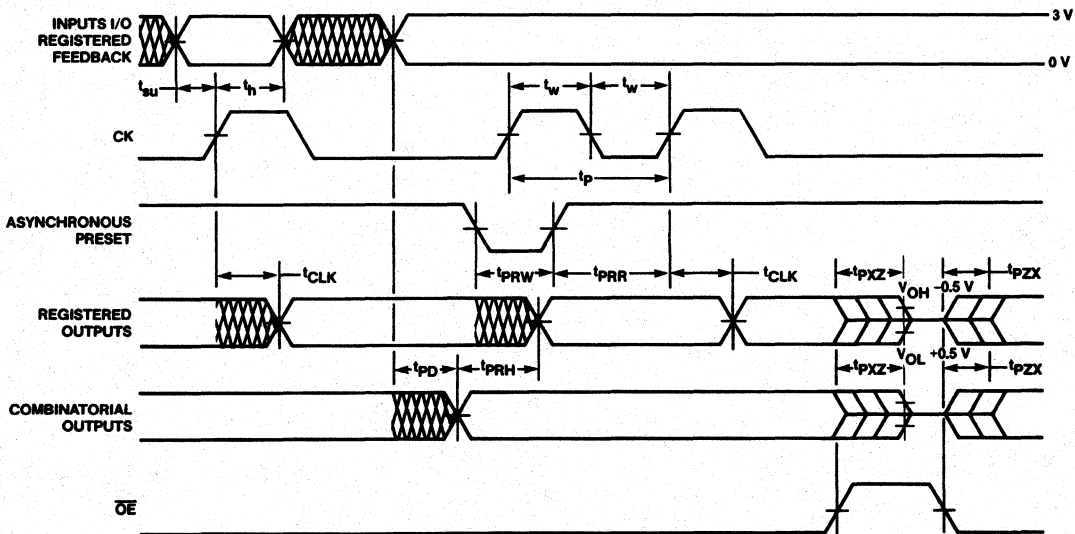 INPUTS I/O
REGISTERED
FEEDBACK
3 V
0 V
tsu
th
tw
tw
CK
tP
ASYNCHRONOUS
PRESET
tCLK
tPRW
tPRR
tCLK
tPXZ
tPZX
VOH -0.5 V
REGISTERED
OUTPUTS
VOL +0.5 V
tPD
tPRH
tPXZ
tPZX
COMBINATORIAL
OUTPUTS
OE